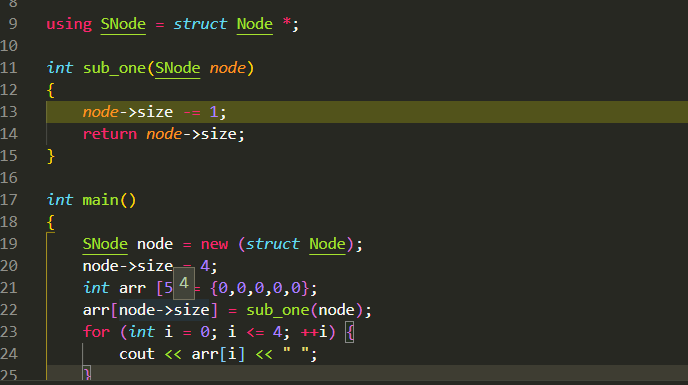 8
9 using SNode = struct Node *;
10
11 int sub_one(SNode node)
12 {
13 node->size -= 1;
14 return node->size;
15 }
16
17 int main()
18 {
19 SNode node = new (struct Node);
20 node->size = 4;
21 int arr [5 4 = {0,0,0,0,0};
22 arr[node->size] = sub_one(node);
23 for (int i = 0; i <= 4; ++i) {
24 cout << arr[i] << " ";
25 }